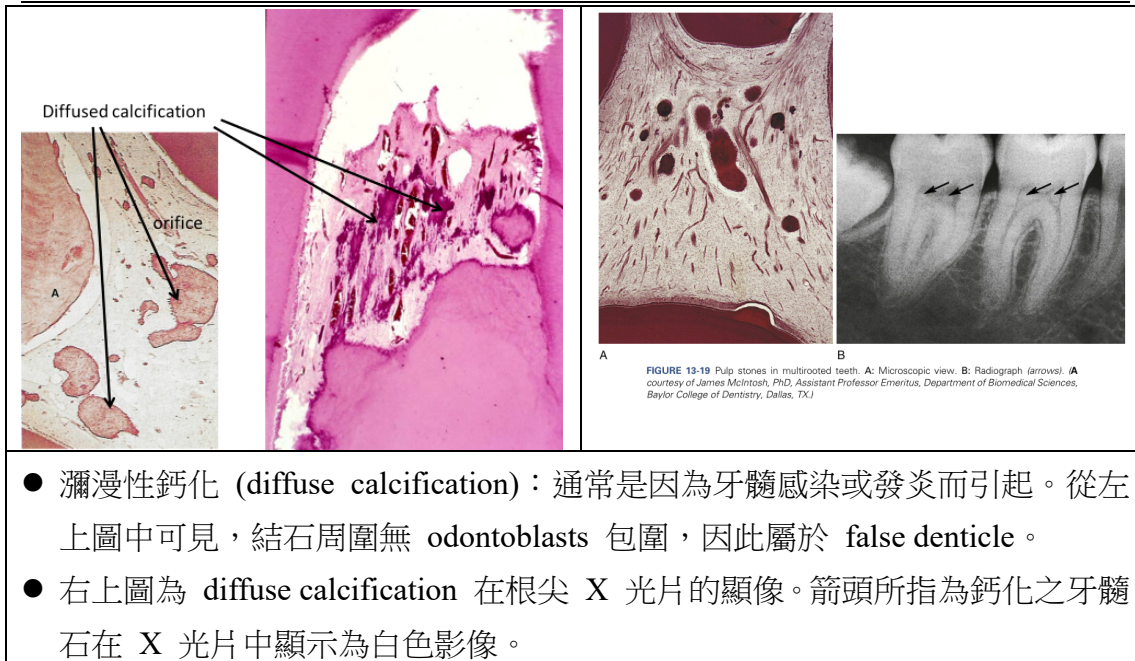 Diffused calcification
orifice
A
A
B
FIGURE 13-19 Pulp stones in multirooted teeth. A: Microscopic view. B: Radiograph (arrows). (A
courtesy of James McIntosh, PhD, Assistant Professor Emeritus, Department of Biomedical Sciences,
Baylor College of Dentistry, Dallas, TX.)
● 瀰漫性鈣化 (diffuse calcification)：通常是因為牙髓感染或發炎而引起。從左
上圖中可見，結石周圍無 odontoblasts 包圍，因此屬於 false denticle。
● 右上圖為 diffuse calcification 在根尖 X 光片的顯像。箭頭所指為鈣化之牙髓
石在 X 光片中顯示為白色影像。